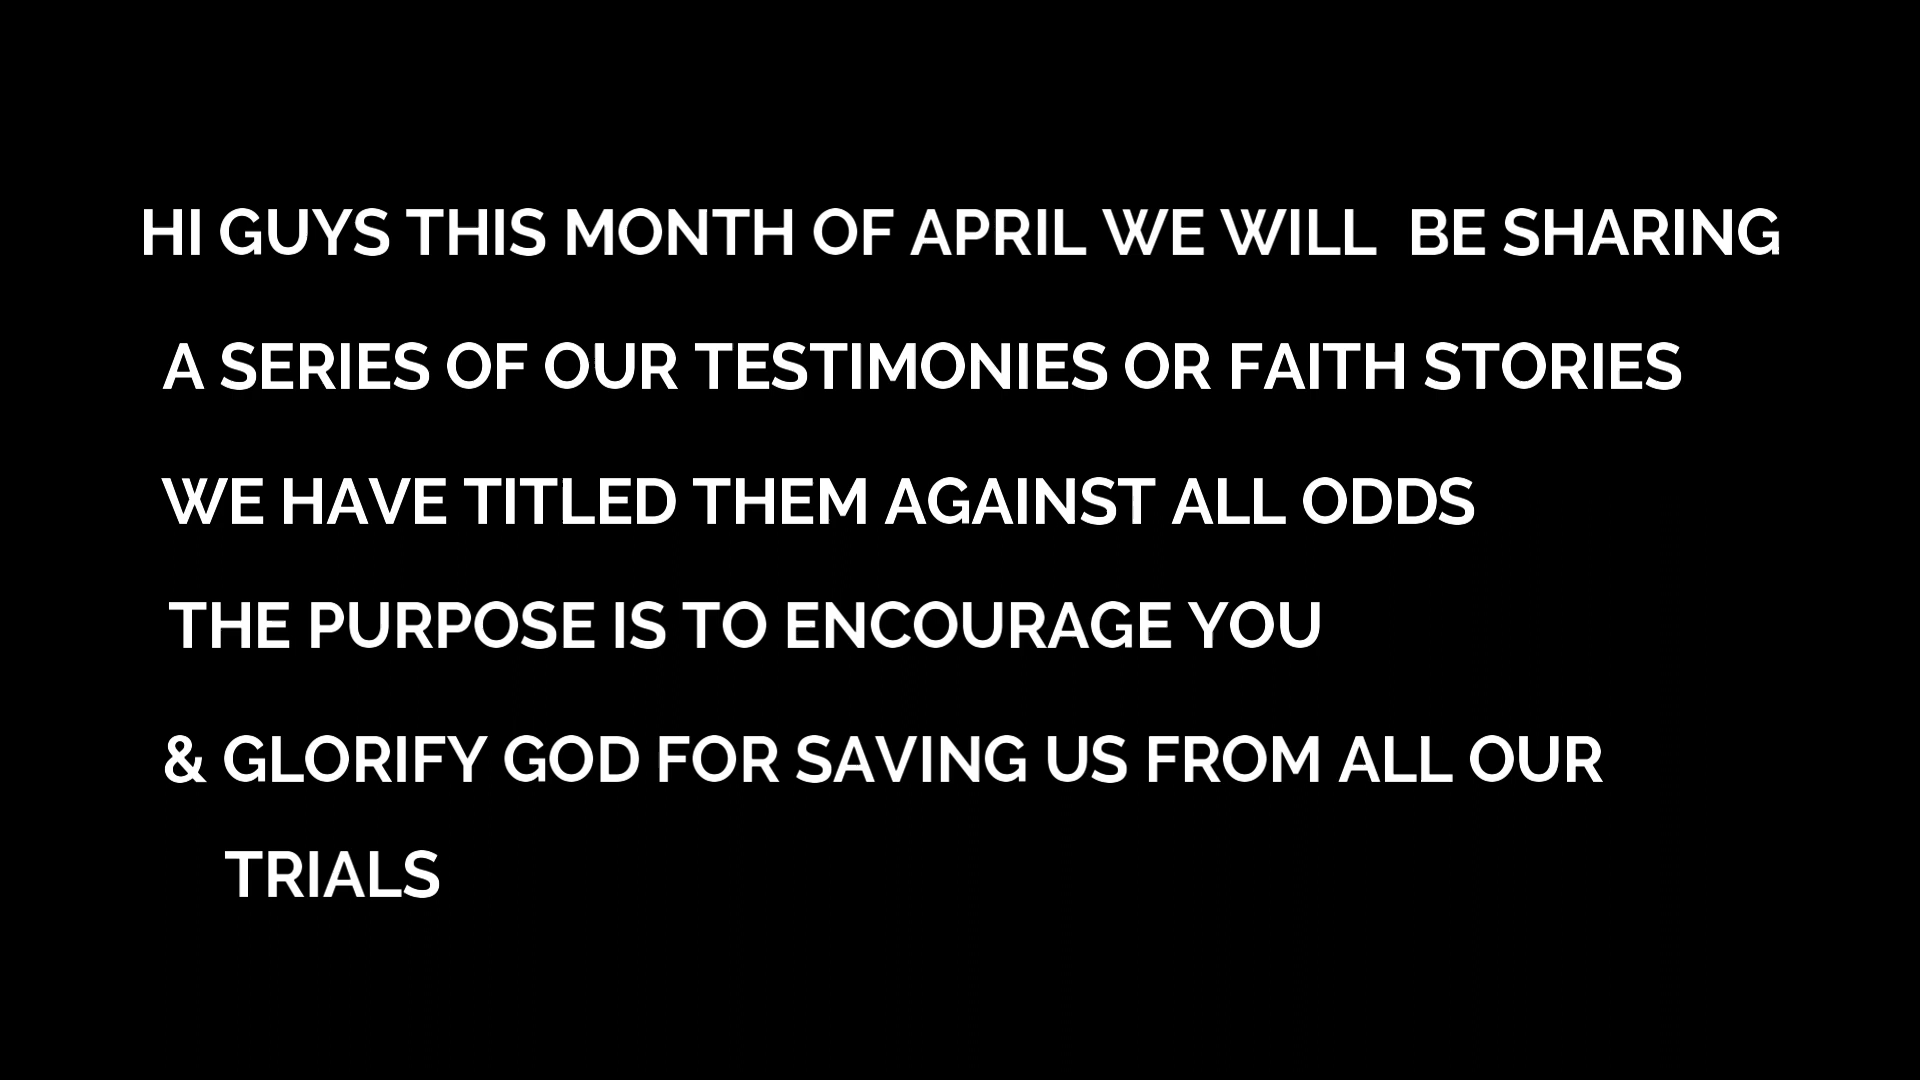 HI GUYS THIS MONTH OF APRIL WE WILL  BE SHARING
A SERIES OF OUR TESTIMONIES OR FAITH STORIES
WE HAVE TITLED THEM AGAINST ALL ODDS
THE PURPOSE IS TO ENCOURAGE YOU
& GLORIFY GOD FOR SAVING US FROM ALL OUR
TRIALS